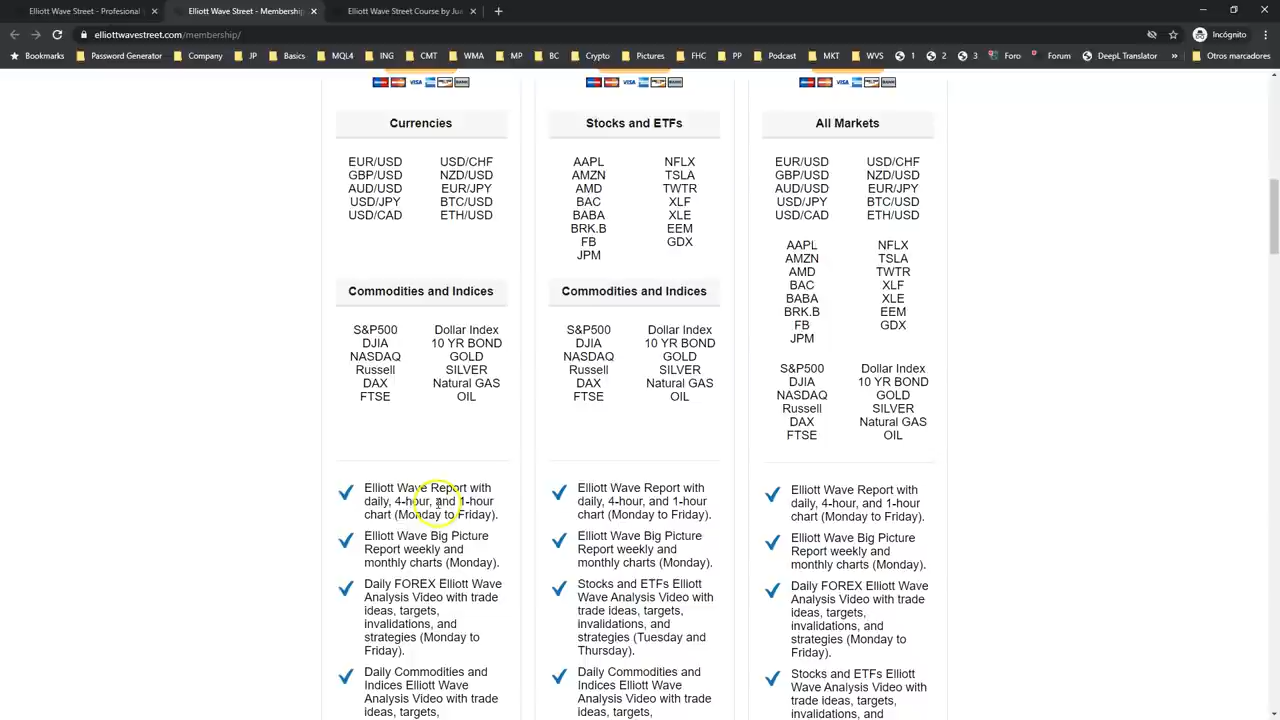 Elliott Wave Street - Profesional
Elliott Wave Street - Membership
Elliott Wave Street Course by Jua
elliottwavestreet.com/membership/
Incógnito
Bookmarks
Password Generator
Company
JP
Basics
MQL4
ING
CMT
WMA
MP
BC
Crypto
Pictures
FHC
PP
Podcast
MKT
WVS
1
2
3
Foro
Forum
DeepL Translator
»
Otros marcadores
VISA
VISA
VISA
Currencies
EUR/USD USD/CHF
GBP/USD NZD/USD
AUD/USD EUR/JPY
USD/JPY BTC/USD
USD/CAD ETH/USD
Commodities and Indices
S&P500 Dollar Index
DJIA 10 YR BOND
NASDAQ GOLD
Russell SILVER
DAX Natural GAS
FTSE OIL
Elliott Wave Report with
daily, 4-hour, and 1-hour
chart (Monday to Friday).
Elliott Wave Big Picture
Report weekly and
monthly charts (Monday).
Daily FOREX Elliott Wave
Analysis Video with trade
ideas, targets,
invalidations, and
strategies (Monday to
Friday).
Daily Commodities and
Indices Elliott Wave
Analysis Video with trade
ideas, targets,
Stocks and ETFs
AAPL NFLX
AMZN TSLA
AMD TWTR
BAC XLF
BABA XLE
BRK.B EEM
FB GDX
JPM
Commodities and Indices
S&P500 Dollar Index
DJIA 10 YR BOND
NASDAQ GOLD
Russell SILVER
DAX Natural GAS
FTSE OIL
Elliott Wave Report with
daily, 4-hour, and 1-hour
chart (Monday to Friday).
Elliott Wave Big Picture
Report weekly and
monthly charts (Monday).
Stocks and ETFs Elliott
Wave Analysis Video with
trade ideas, targets,
invalidations, and
strategies (Tuesday and
Thursday).
Daily Commodities and
Indices Elliott Wave
Analysis Video with trade
ideas, targets,
All Markets
EUR/USD USD/CHF
GBP/USD NZD/USD
AUD/USD EUR/JPY
USD/JPY BTC/USD
USD/CAD ETH/USD
AAPL NFLX
AMZN TSLA
AMD TWTR
BAC XLF
BABA XLE
BRK.B EEM
FB GDX
JPM
S&P500 Dollar Index
DJIA 10 YR BOND
NASDAQ GOLD
Russell SILVER
DAX Natural GAS
FTSE OIL
Elliott Wave Report with
daily, 4-hour, and 1-hour
chart (Monday to Friday).
Elliott Wave Big Picture
Report weekly and
monthly charts (Monday).
Daily FOREX Elliott Wave
Analysis Video with trade
ideas, targets,
invalidations, and
strategies (Monday to
Friday).
Stocks and ETFs Elliott
Wave Analysis Video with
trade ideas, targets,
invalidations, and